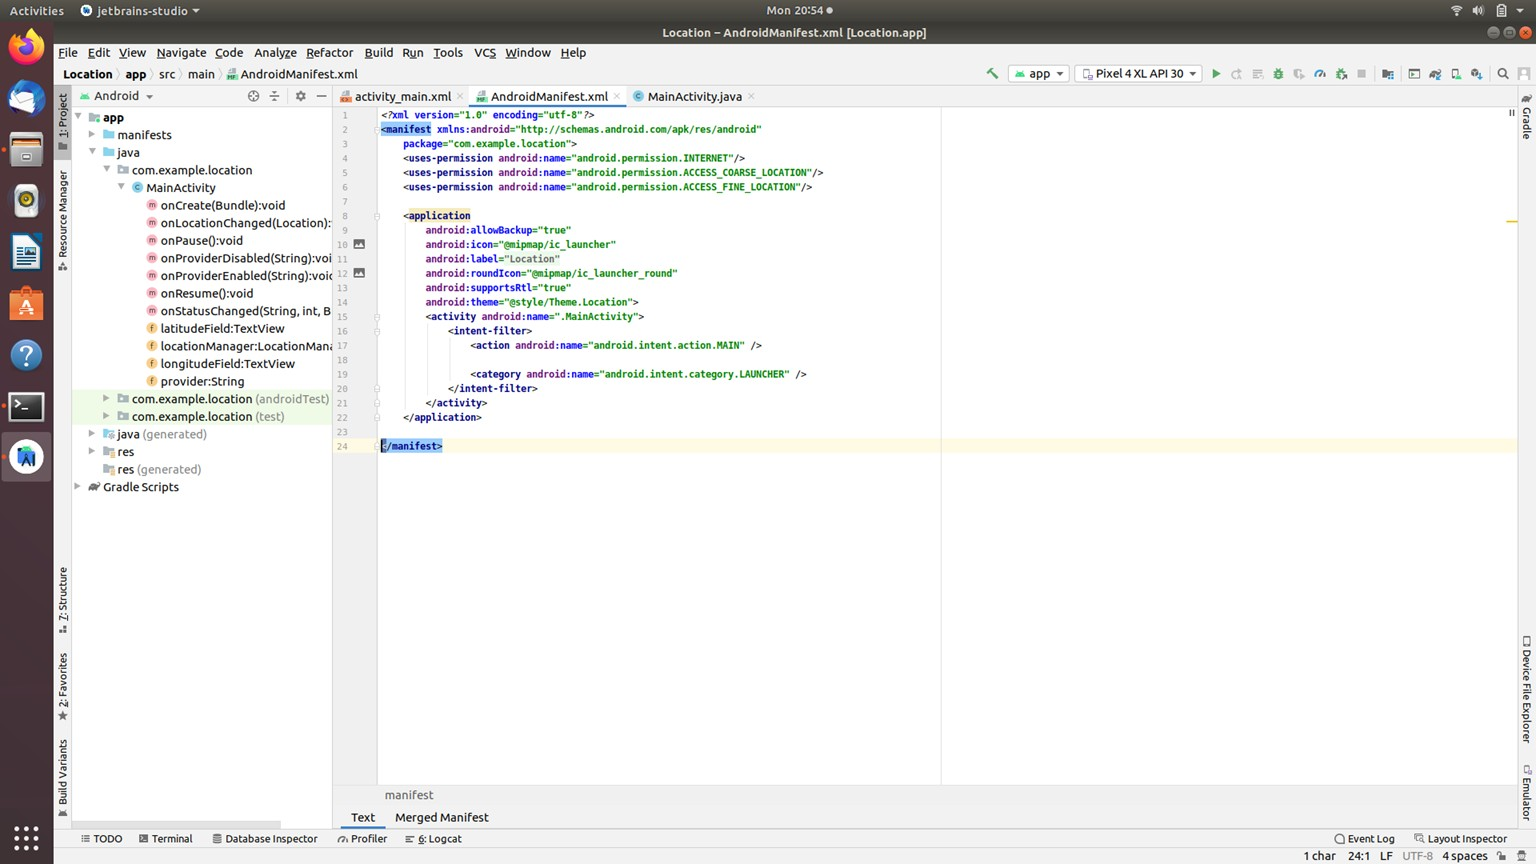 Activities
jetbrains-studio
Mon 20:54
Location – AndroidManifest.xml [Location.app]
File Edit View Navigate Code Analyze Refactor Build Run Tools VCS Window Help
Location app src main AndroidManifest.xml
app
Pixel 4 XL API 30
Android
activity_main.xml
AndroidManifest.xml
MainActivity.java
1: Project
Resource Manager
7: Structure
2: Favorites
Build Variants
app
manifests
java
com.example.location
MainActivity
onCreate(Bundle):void
onLocationChanged(Location):
onPause():void
onProviderDisabled(String):voi
onProviderEnabled(String):voic
onResume():void
onStatusChanged(String, int, B
latitudeField:TextView
locationManager:LocationMana
longitudeField:TextView
provider:String
com.example.location (androidTest)
com.example.location (test)
java (generated)
res
res (generated)
Gradle Scripts
1 <?xml version="1.0" encoding="utf-8"?>
2 <manifest xmlns:android="http://schemas.android.com/apk/res/android"
3 package="com.example.location">
4 <uses-permission android:name="android.permission.INTERNET"/>
5 <uses-permission android:name="android.permission.ACCESS_COARSE_LOCATION"/>
6 <uses-permission android:name="android.permission.ACCESS_FINE_LOCATION"/>
7
8 <application
9 android:allowBackup="true"
10 android:icon="@mipmap/ic_launcher"
11 android:label="Location"
12 android:roundIcon="@mipmap/ic_launcher_round"
13 android:supportsRtl="true"
14 android:theme="@style/Theme.Location">
15 <activity android:name=".MainActivity">
16 <intent-filter>
17 <action android:name="android.intent.action.MAIN" />
18
19 <category android:name="android.intent.category.LAUNCHER" />
20 </intent-filter>
21 </activity>
22 </application>
23
24 </manifest>
Gradle
Device File Explorer
Emulator
manifest
Text
Merged Manifest
TODO
Terminal
Database Inspector
Profiler
6: Logcat
Event Log
Layout Inspector
1 char 24:1 LF UTF-8 4 spaces